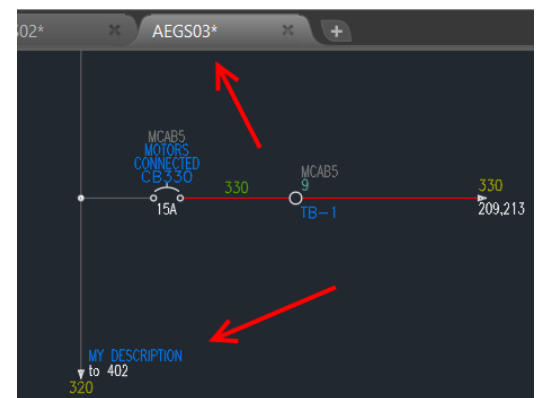 AEGS03*
MCAB5
MOTORS
CONNECTED
CB330
15A
330
MCAB5
9
TB-1
330
209,213
MY DESCRIPTION
to 402
320